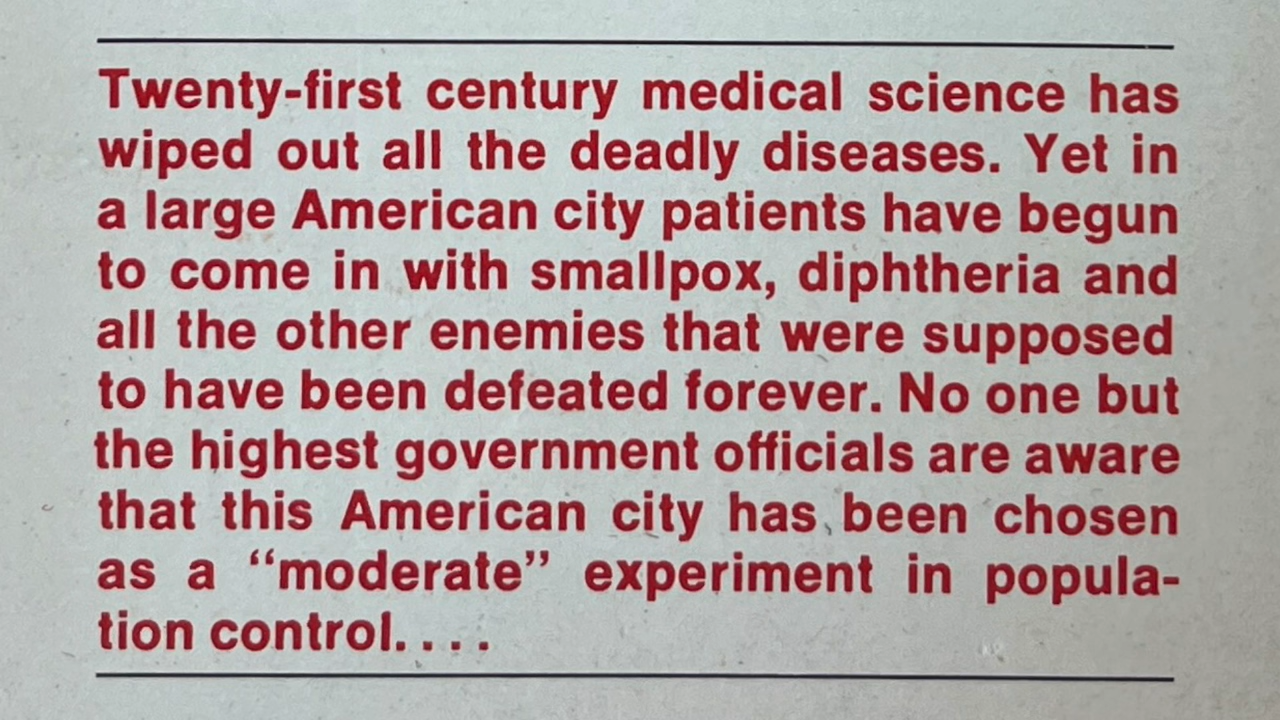 Twenty-first century medical science has
wiped out all the deadly diseases. Yet in
a large American city patients have begun
to come in with smallpox, diphtheria and
all the other enemies that were supposed
to have been defeated forever. No one but
the highest government officials are aware
that this American city has been chosen
as a “moderate” experiment in popula-
tion control. . . .